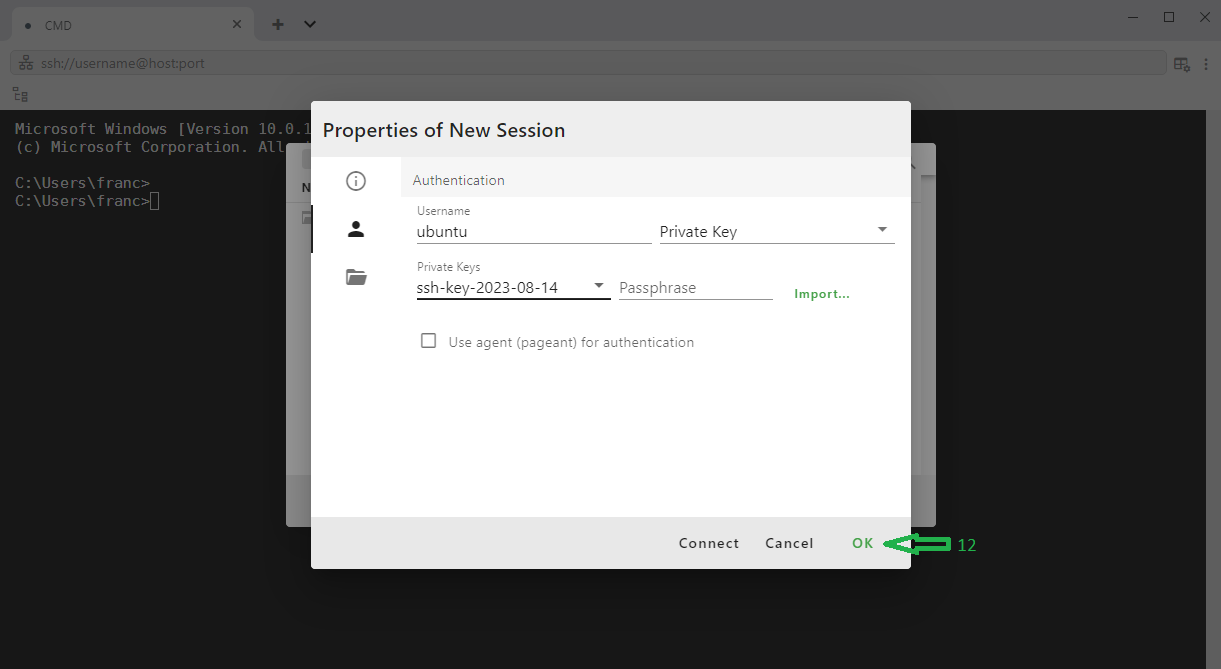 CMD
ssh://username@host:port
Microsoft Windows [Version 10.0.1
(c) Microsoft Corporation. All
C:\Users\franc>
C:\Users\franc>
Properties of New Session
Authentication
Username
ubuntu
Private Key
Private Keys
ssh-key-2023-08-14
Passphrase
Import...
Use agent (pageant) for authentication
Connect
Cancel
OK
12